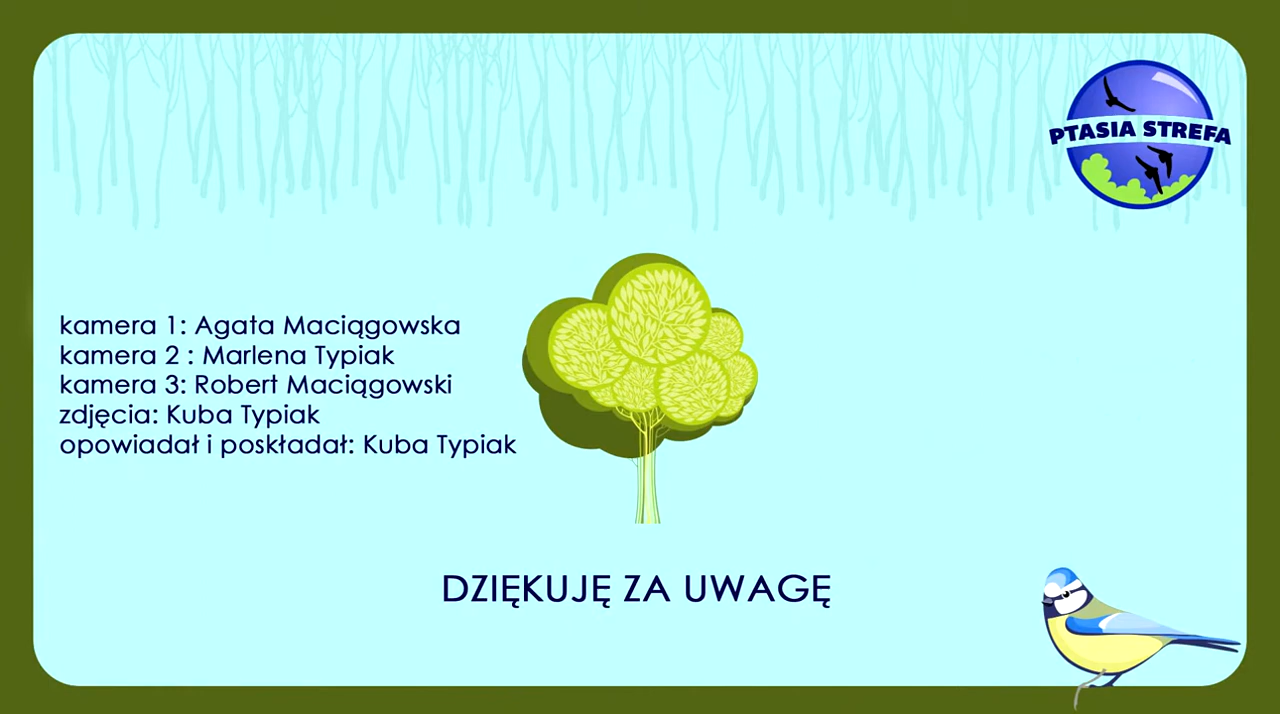 PTASIA STREFA
kamera 1: Agata Maciągowska
kamera 2 : Marlena Typiak
kamera 3: Robert Maciągowski
zdjęcia: Kuba Typiak
opowiadał i poskładał: Kuba Typiak
DZIĘKUJĘ ZA UWAGĘ